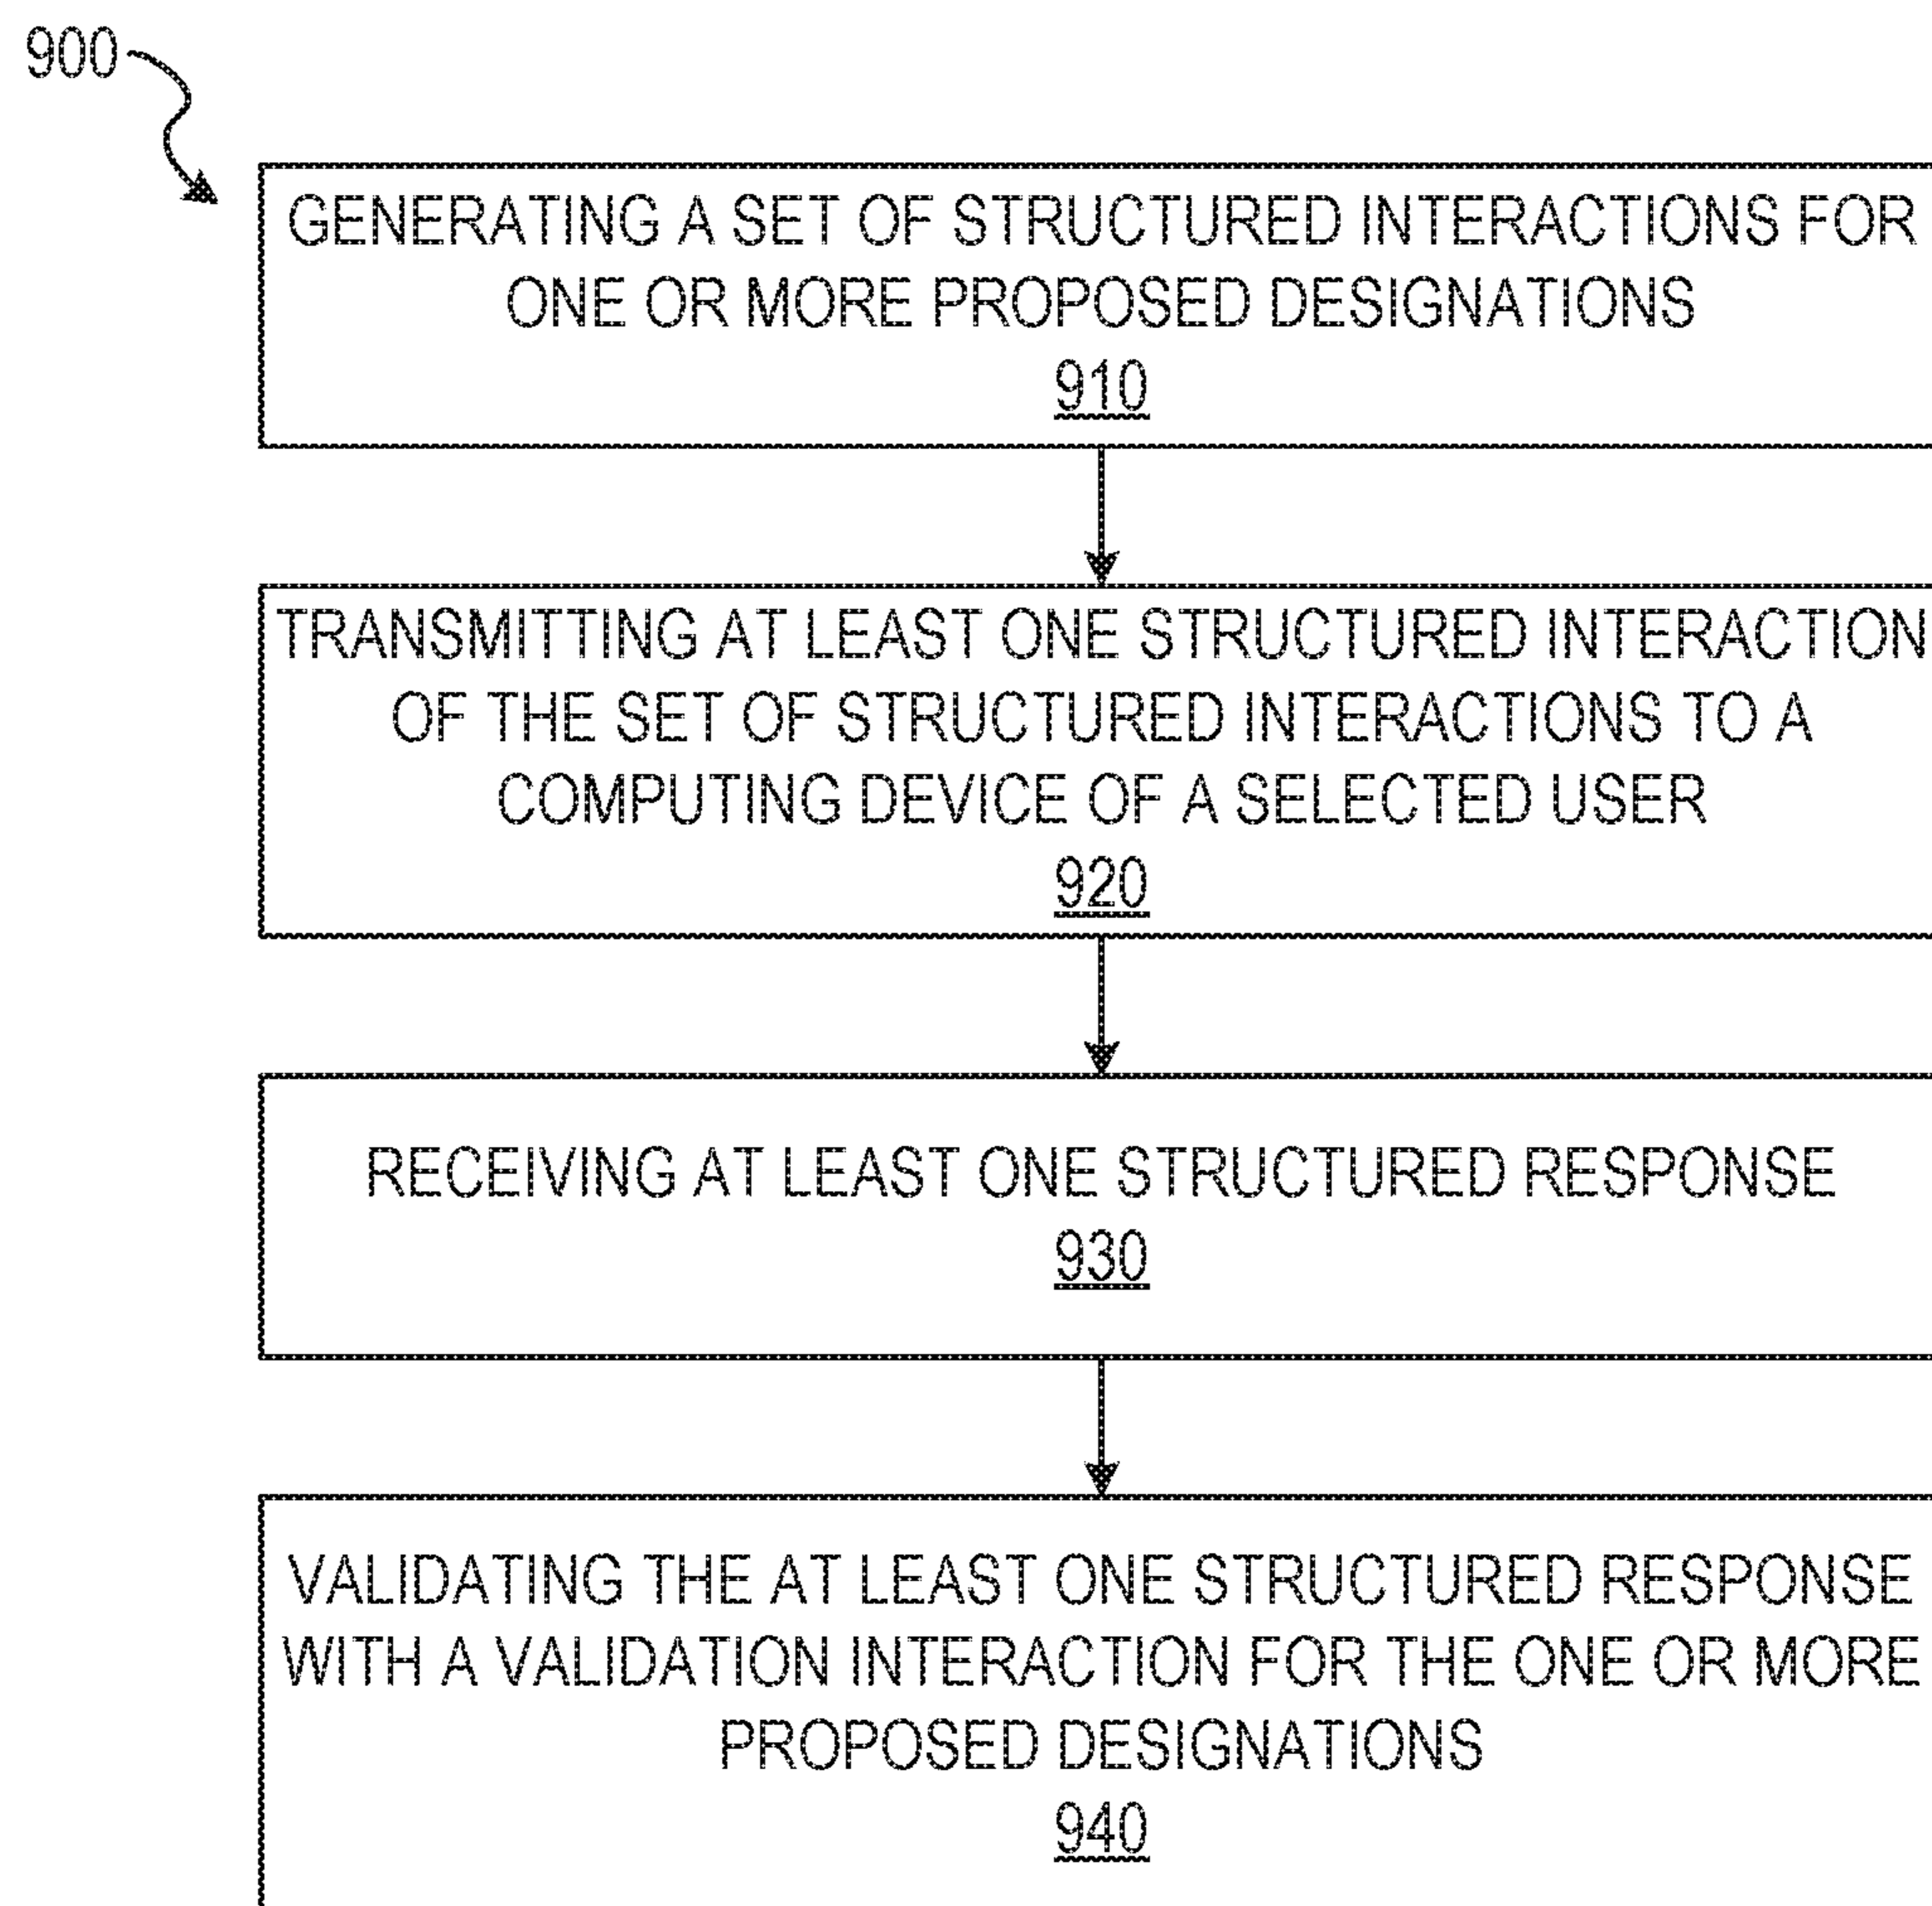 900
GENERATING A SET OF STRUCTURED INTERACTIONS FOR
ONE OR MORE PROPOSED DESIGNATIONS
910
TRANSMITTING AT LEAST ONE STRUCTURED INTERACTION
OF THE SET OF STRUCTURED INTERACTIONS TO A
COMPUTING DEVICE OF A SELECTED USER
920
RECEIVING AT LEAST ONE STRUCTURED RESPONSE
930
VALIDATING THE AT LEAST ONE STRUCTURED RESPONSE
WITH A VALIDATION INTERACTION FOR THE ONE OR MORE
PROPOSED DESIGNATIONS
940